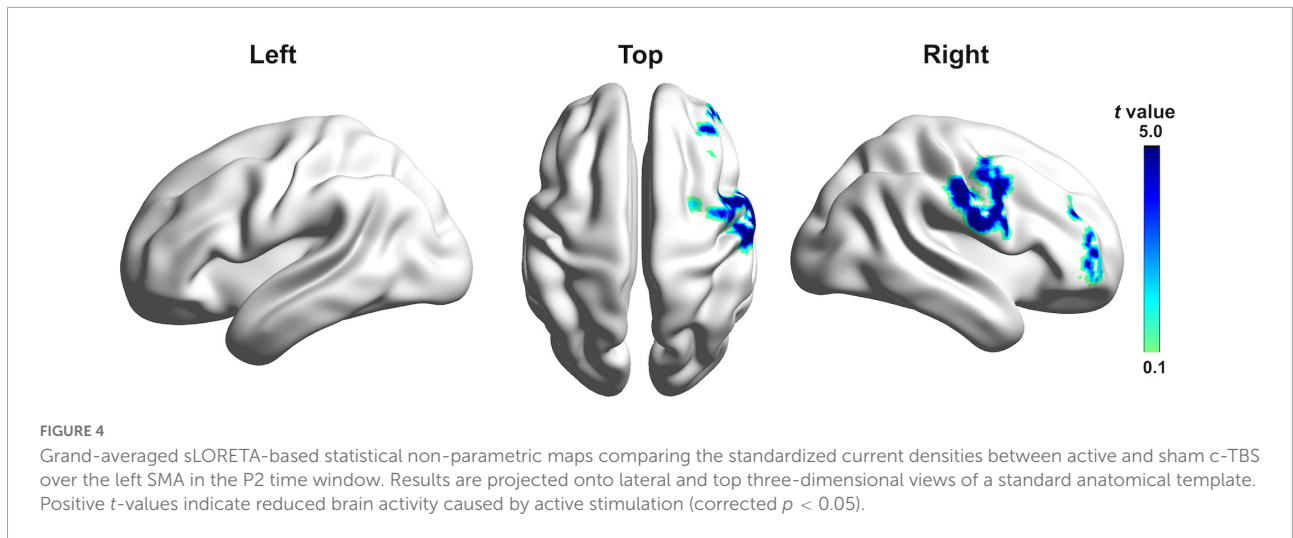 Left
Top
Right
t value
5.0
0.1
FIGURE 4
Grand-averaged sLORETA-based statistical non-parametric maps comparing the standardized current densities between active and sham c-TBS
over the left SMA in the P2 time window. Results are projected onto lateral and top three-dimensional views of a standard anatomical template.
Positive t-values indicate reduced brain activity caused by active stimulation (corrected p < 0.05).